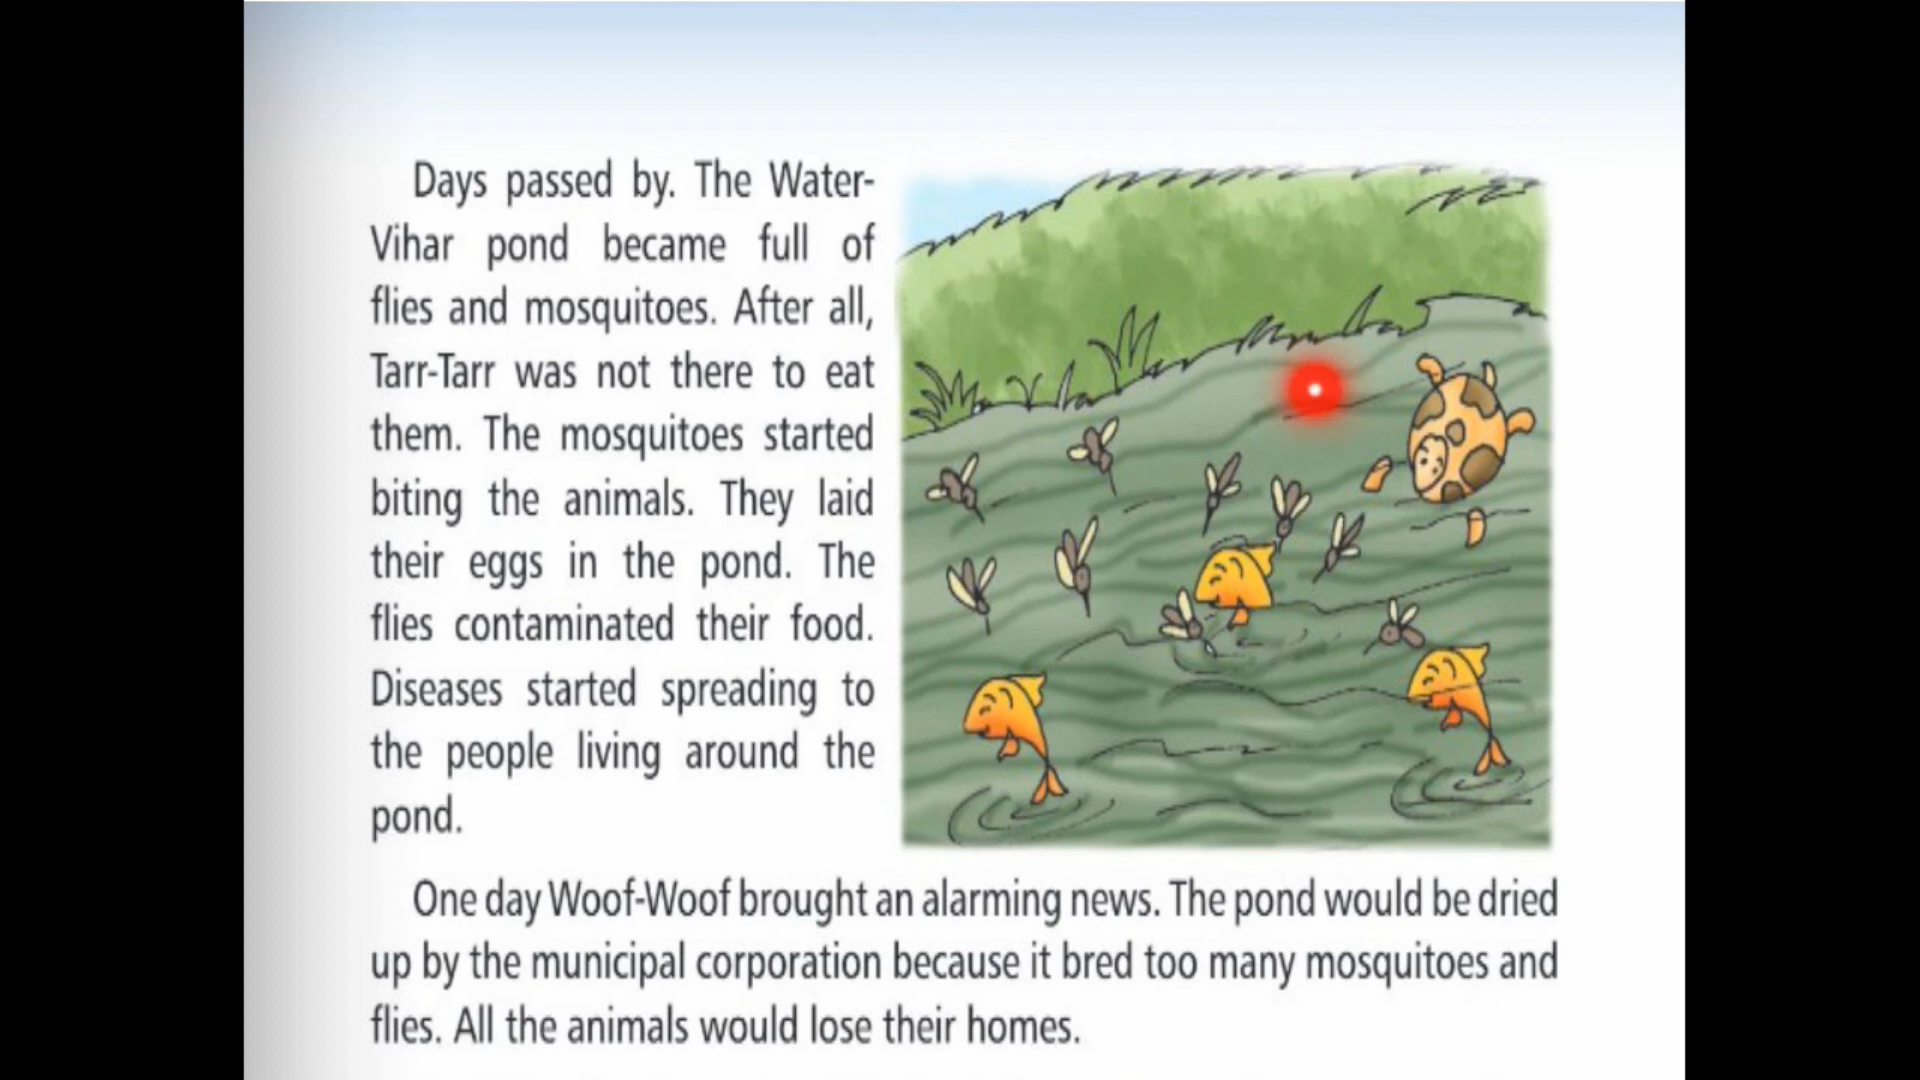 Days passed by. The Water-
Vihar pond became full of
flies and mosquitoes. After all,
Tarr-Tarr was not there to eat
them. The mosquitoes started
biting the animals. They laid
their eggs in the pond. The
flies contaminated their food.
Diseases started spreading to
the people living around the
pond.
One day Woof-Woof brought an alarming news. The pond would be dried
up by the municipal corporation because it bred too many mosquitoes and
flies. All the animals would lose their homes.